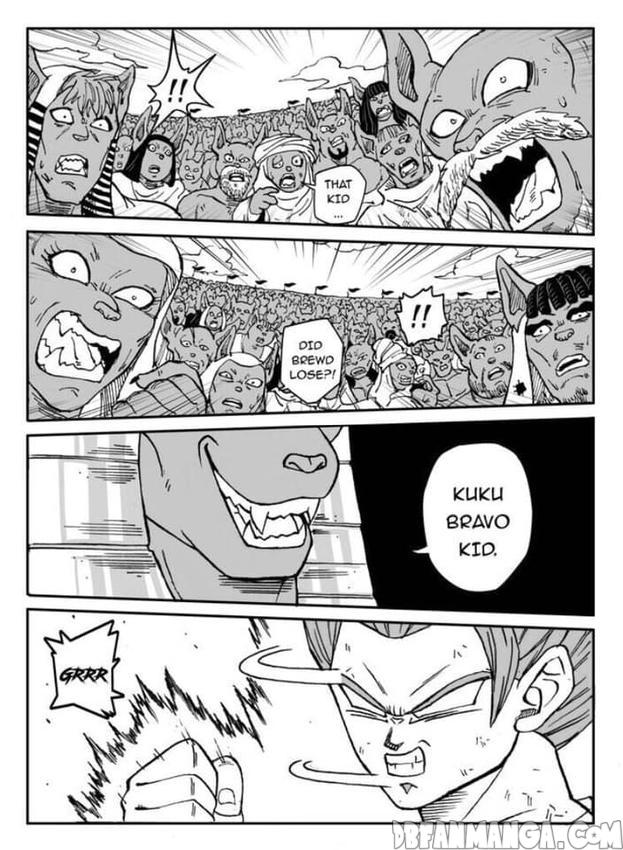 !!
THAT
KID
...
!!
DID
BREWD
LOSE?!
KUKU
BRAVO
KID.
GRRR
DBFANMANGA.COM